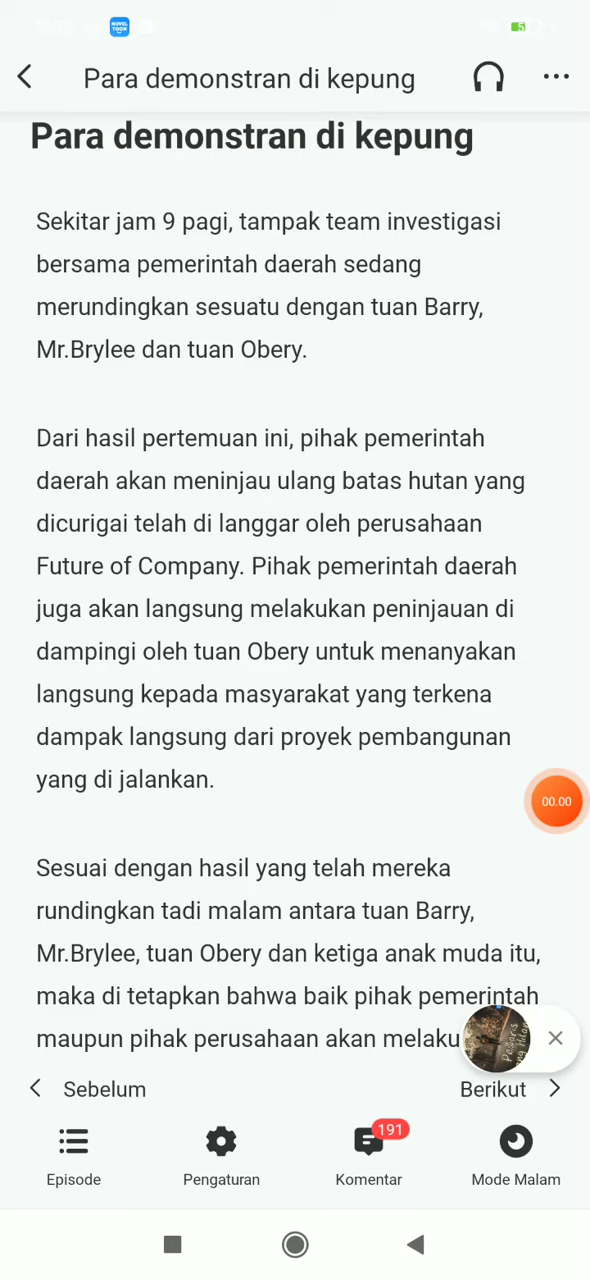 Para demonstran di kepung
Para demonstran di kepung
Sekitar jam 9 pagi, tampak team investigasi
bersama pemerintah daerah sedang
merundingkan sesuatu dengan tuan Barry,
Mr.Brylee dan tuan Obery.
Dari hasil pertemuan ini, pihak pemerintah
daerah akan meninjau ulang batas hutan yang
dicurigai telah di langgar oleh perusahaan
Future of Company. Pihak pemerintah daerah
juga akan langsung melakukan peninjauan di
dampingi oleh tuan Obery untuk menanyakan
langsung kepada masyarakat yang terkena
dampak langsung dari proyek pembangunan
yang di jalankan.
00.00
Sesuai dengan hasil yang telah mereka
rundingkan tadi malam antara tuan Barry,
Mr.Brylee, tuan Obery dan ketiga anak muda itu,
maka di tetapkan bahwa baik pihak pemerintah
maupun pihak perusahaan akan melaku
Sebelum
Berikut
191
Episode
Pengaturan
Komentar
Mode Malam